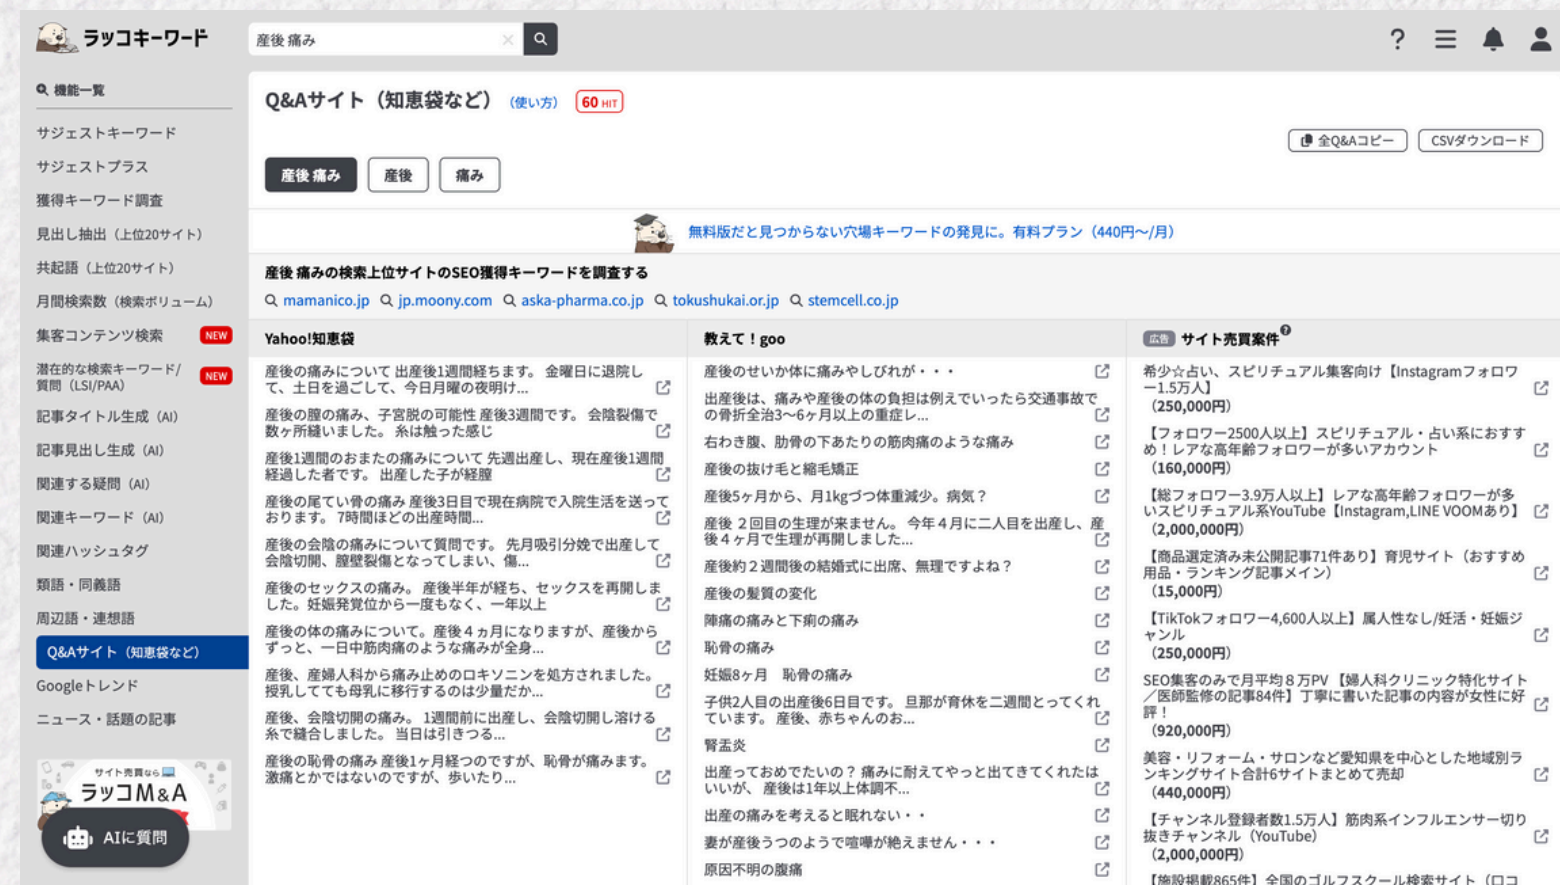 ラッコキーワード
産後 痛み
機能一覧
サジェストキーワード
サジェストプラス
獲得キーワード調査
見出し抽出（上位20サイト）
共起語（上位20サイト）
月間検索数（検索ボリューム）
集客コンテンツ検索 NEW
潜在的な検索キーワード/
質問（LSI/PAA） NEW
記事タイトル生成（AI）
記事見出し生成（AI）
関連する疑問（AI）
関連キーワード（AI）
関連ハッシュタグ
類語・同義語
周辺語・連想語
Q&Aサイト（知恵袋など）
Googleトレンド
ニュース・話題の記事
サイト売買なら
ラッコM&A
AIに質問
Q&Aサイト（知恵袋など）（使い方） 60 HIT
全Q&Aコピー CSVダウンロード
産後 痛み 産後 痛み
無料版だと見つからない穴場キーワードの発見に。有料プラン（440円〜/月）
産後 痛みの検索上位サイトのSEO獲得キーワードを調査する
mamanico.jp jp.moony.com aska-pharma.co.jp tokushukai.or.jp stemcell.co.jp
Yahoo!知恵袋
産後の痛みについて 出産後1週間経ちます。 金曜日に退院し
て、土日を過ごして、今日月曜の夜明け...
産後の膣の痛み、子宮脱の可能性 産後3週間です。 会陰裂傷で
数ヶ所縫いました。 糸は触った感じ
産後1週間のおまたの痛みについて 先週出産し、現在産後1週間
経過した者です。 出産した子が経膣
産後の尾てい骨の痛み 産後3日目で現在病院で入院生活を送って
おります。 7時間ほどの出産時間...
産後の会陰の痛みについて質問です。 先月吸引分娩で出産して
会陰切開、膣壁裂傷となってしまい、傷...
産後のセックスの痛み。 産後半年が経ち、セックスを再開しま
した。妊娠発覚位から一度もなく、一年以上
産後の体の痛みについて。産後４ヵ月になりますが、産後から
ずっと、一日中筋肉痛のような痛みが全身...
産後、産婦人科から痛み止めのロキソニンを処方されました。
授乳してても母乳に移行するのは少量だか...
産後、会陰切開の痛み。 1週間前に出産し、会陰切開し溶ける
糸で縫合しました。 当日は引きつる...
産後の恥骨の痛み 産後1ヶ月経つのですが、恥骨が痛みます。
激痛とかではないのですが、歩いたり...
教えて！goo
産後のせいか体に痛みやしびれが・・・
出産後は、痛みや産後の体の負担は例えていったら交通事故で
の骨折全治3〜6ヶ月以上の重症レ...
右わき腹、肋骨の下あたりの筋肉痛のような痛み
産後の抜け毛と縮毛矯正
産後5ヶ月から、月1kgづつ体重減少。病気？
産後 ２回目の生理が来ません。 今年４月に二人目を出産し、産
後４ヶ月で生理が再開しました...
産後約２週間後の結婚式に出席、無理ですよね？
産後の髪質の変化
陣痛の痛みと下痢の痛み
恥骨の痛み
妊娠8ヶ月　恥骨の痛み
子供2人目の出産後6日目です。 旦那が育休を二週間とってくれ
ています。 産後、赤ちゃんのお...
腎盂炎
出産っておめでたいの？ 痛みに耐えてやっと出てきてくれたは
いいが、 産後は1年以上体調不...
出産の痛みを考えると眠れない・・
妻が産後うつのようで喧嘩が絶えません・・・
原因不明の腹痛
広告 サイト売買案件
希少☆占い、スピリチュアル集客向け【Instagramフォロワ
ー1.5万人】
（250,000円）
【フォロワー2500人以上】スピリチュアル・占い系におすす
め！レアな高年齢フォロワーが多いアカウント
（160,000円）
【総フォロワー3.9万人以上】レアな高年齢フォロワーが多
いスピリチュアル系YouTube【Instagram,LINE VOOMあり】
（2,000,000円）
【商品選定済み未公開記事71件あり】育児サイト（おすすめ
用品・ランキング記事メイン）
（15,000円）
【TikTokフォロワー4,600人以上】属人性なし/妊活・妊娠ジ
ャンル
（250,000円）
SEO集客のみで月平均８万PV 【婦人科クリニック特化サイト
／医師監修の記事84件】丁寧に書いた記事の内容が女性に好
評！
（920,000円）
美容・リフォーム・サロンなど愛知県を中心とした地域別ラ
ンキングサイト合計6サイトまとめて売却
（440,000円）
【チャンネル登録者数1.5万人】筋肉系インフルエンサー切り
抜きチャンネル（YouTube）
（2,000,000円）
【施設掲載865件】全国のゴルフスクール検索サイト（口コ